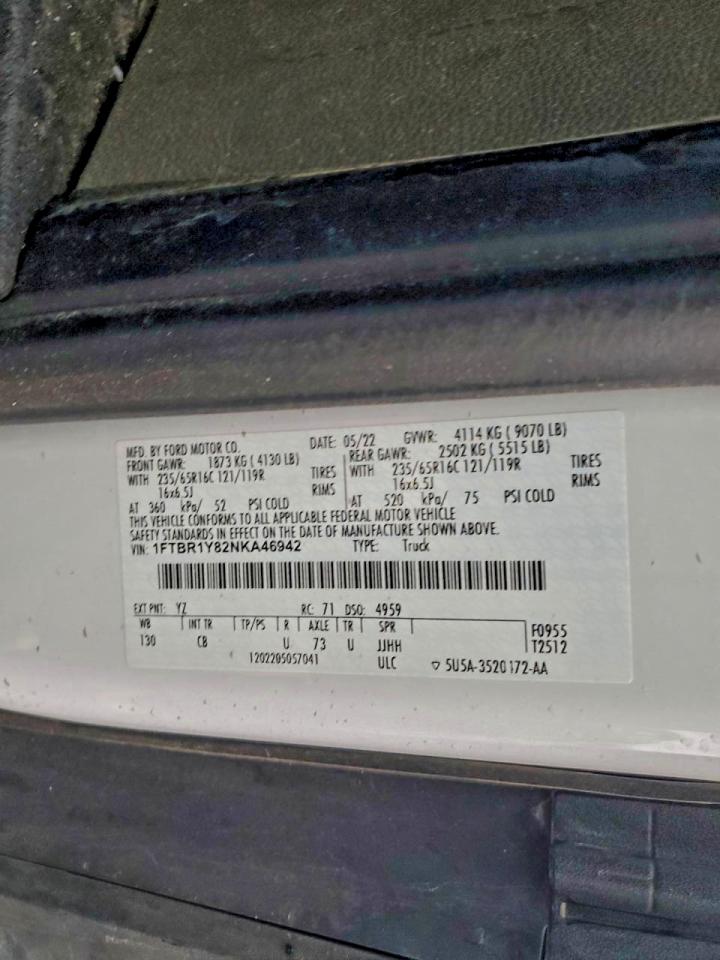 MFD. BY FORD MOTOR CO. DATE: 05/22 GVWR: 4114 KG ( 9070 LB)
FRONT GAWR: 1873 KG ( 4130 LB) REAR GAWR: 2502 KG ( 5515 LB)
WITH 235/65R16C 121/119R TIRES WITH 235/65R16C 121/119R TIRES
16x6.5J RIMS 16x6.5J RIMS
AT 360 kPa/ 52 PSI COLD AT 520 kPa/ 75 PSI COLD
THIS VEHICLE CONFORMS TO ALL APPLICABLE FEDERAL MOTOR VEHICLE
SAFETY STANDARDS IN EFFECT ON THE DATE OF MANUFACTURE SHOWN ABOVE.
VIN: 1FTBR1Y82NKA46942 TYPE: Truck
EXT PNT: YZ RC: 71 DSO: 4959
WB INT TR TP/PS R AXLE TR SPR F0955
130 CB U 73 U JJHH T2512
1202205057041 ULC 5U5A-3520172-AA